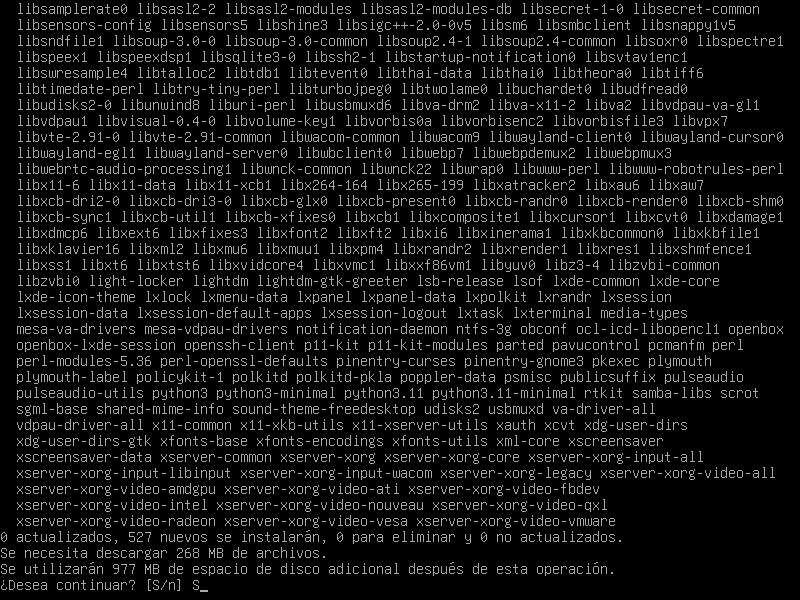 libsamplerate0 libsasl2-2 libsasl2-modules libsasl2-modules-db libsecret-1-0 libsecret-common
libsensors-config libsensors5 libshine3 libsigc++-2.0-0v5 libsm6 libsmbclient libsnappy1v5
libsndfile1 libsoup-3.0-0 libsoup-3.0-common libsoup2.4-1 libsoup2.4-common libsoxr0 libspectre1
libspeex1 libspeexdsp1 libsqlite3-0 libssh2-1 libstartup-notification0 libsvtav1enc1
libswresample4 libtalloc2 libtdb1 libtevent0 libthai-data libthai0 libtheora0 libtiff6
libtimedate-perl libtry-tiny-perl libturbojpeg0 libtwolame0 libuchardet0 libudfread0
libudisks2-0 libunwind8 liburi-perl libusbmuxd6 libva-drm2 libva-x11-2 libva2 libvdpau-va-gl1
libvdpau1 libvisual-0.4-0 libvolume-key1 libvorbis0a libvorbisenc2 libvorbisfile3 libvpx7
libvte-2.91-0 libvte-2.91-common libwacom-common libwacom9 libwayland-client0 libwayland-cursor0
libwayland-egl1 libwayland-server0 libwbclient0 libwebp7 libwebpdemux2 libwebpmux3
libwebrtc-audio-processing1 libwnck-common libwnck22 libwrap0 libwww-perl libwww-robotrules-perl
libx11-6 libx11-data libx11-xcb1 libx264-164 libx265-199 libxatracker2 libxau6 libxaw7
libxcb-dri2-0 libxcb-dri3-0 libxcb-glx0 libxcb-present0 libxcb-randr0 libxcb-render0 libxcb-shm0
libxcb-sync1 libxcb-util1 libxcb-xfixes0 libxcb1 libxcomposite1 libxcursor1 libxcvt0 libxdamage1
libxdmcp6 libxext6 libxfixes3 libxfont2 libxft2 libxi6 libxinerama1 libxkbcommon0 libxkbfile1
libxklavier16 libxml2 libxmu6 libxmuu1 libxpm4 libxrandr2 libxrender1 libxres1 libxshmfence1
libxss1 libxt6 libxtst6 libxvidcore4 libxvmc1 libxxf86vm1 libyuv0 libz3-4 libzvbi-common
libzvbi0 light-locker lightdm lightdm-gtk-greeter lsb-release lsof lxde-common lxde-core
lxde-icon-theme lxlock lxmenu-data lxpanel lxpanel-data lxpolkit lxrandr lxsession
lxsession-data lxsession-default-apps lxsession-logout lxtask lxterminal media-types
mesa-va-drivers mesa-vdpau-drivers notification-daemon ntfs-3g obconf ocl-icd-libopencl1 openbox
openbox-lxde-session openssh-client p11-kit p11-kit-modules parted pavucontrol pcmanfm perl
perl-modules-5.36 perl-openssl-defaults pinentry-curses pinentry-gnome3 pkexec plymouth
plymouth-label policykit-1 polkitd polkitd-pkla poppler-data psmisc publicsuffix pulseaudio
pulseaudio-utils python3 python3-minimal python3.11 python3.11-minimal rtkit samba-libs scrot
sgml-base shared-mime-info sound-theme-freedesktop udisks2 usbmuxd va-driver-all
vdpau-driver-all x11-common x11-xkb-utils x11-xserver-utils xauth xcvt xdg-user-dirs
xdg-user-dirs-gtk xfonts-base xfonts-encodings xfonts-utils xml-core xscreensaver
xscreensaver-data xserver-common xserver-xorg xserver-xorg-core xserver-xorg-input-all
xserver-xorg-input-libinput xserver-xorg-input-wacom xserver-xorg-legacy xserver-xorg-video-all
xserver-xorg-video-amdgpu xserver-xorg-video-ati xserver-xorg-video-fbdev
xserver-xorg-video-intel xserver-xorg-video-nouveau xserver-xorg-video-qxl
xserver-xorg-video-radeon xserver-xorg-video-vesa xserver-xorg-video-vmware
0 actualizados, 527 nuevos se instalarán, 0 para eliminar y 0 no actualizados.
Se necesita descargar 268 MB de archivos.
Se utilizarán 977 MB de espacio de disco adicional después de esta operación.
¿Desea continuar? [S/n] S_